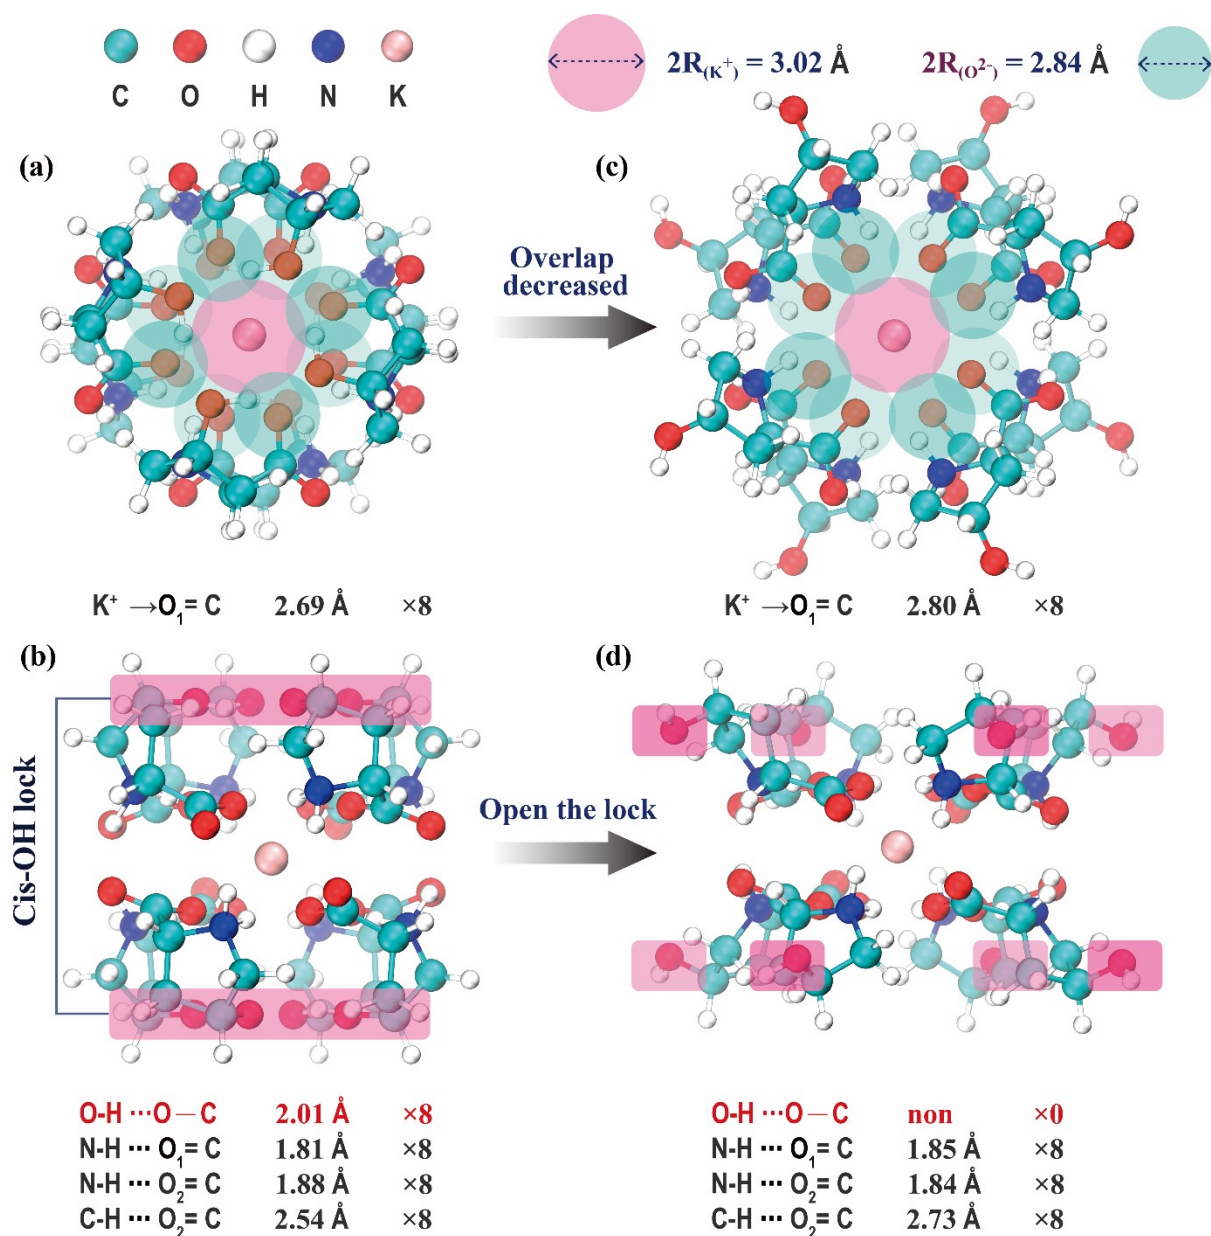 C O H N K
2R(K⁺) = 3.02 Å 2R(O²⁻) = 2.84 Å
(a)
(c)
Overlap
decreased
K⁺ →O₁= C 2.69 Å ×8
K⁺ →O₁= C 2.80 Å ×8
(b)
(d)
Cis-OH lock
Open the lock
O-H ···O — C 2.01 Å ×8
N-H ··· O₁= C 1.81 Å ×8
N-H ··· O₂= C 1.88 Å ×8
C-H ··· O₂= C 2.54 Å ×8
O-H ···O — C non ×0
N-H ··· O₁= C 1.85 Å ×8
N-H ··· O₂= C 1.84 Å ×8
C-H ··· O₂= C 2.73 Å ×8